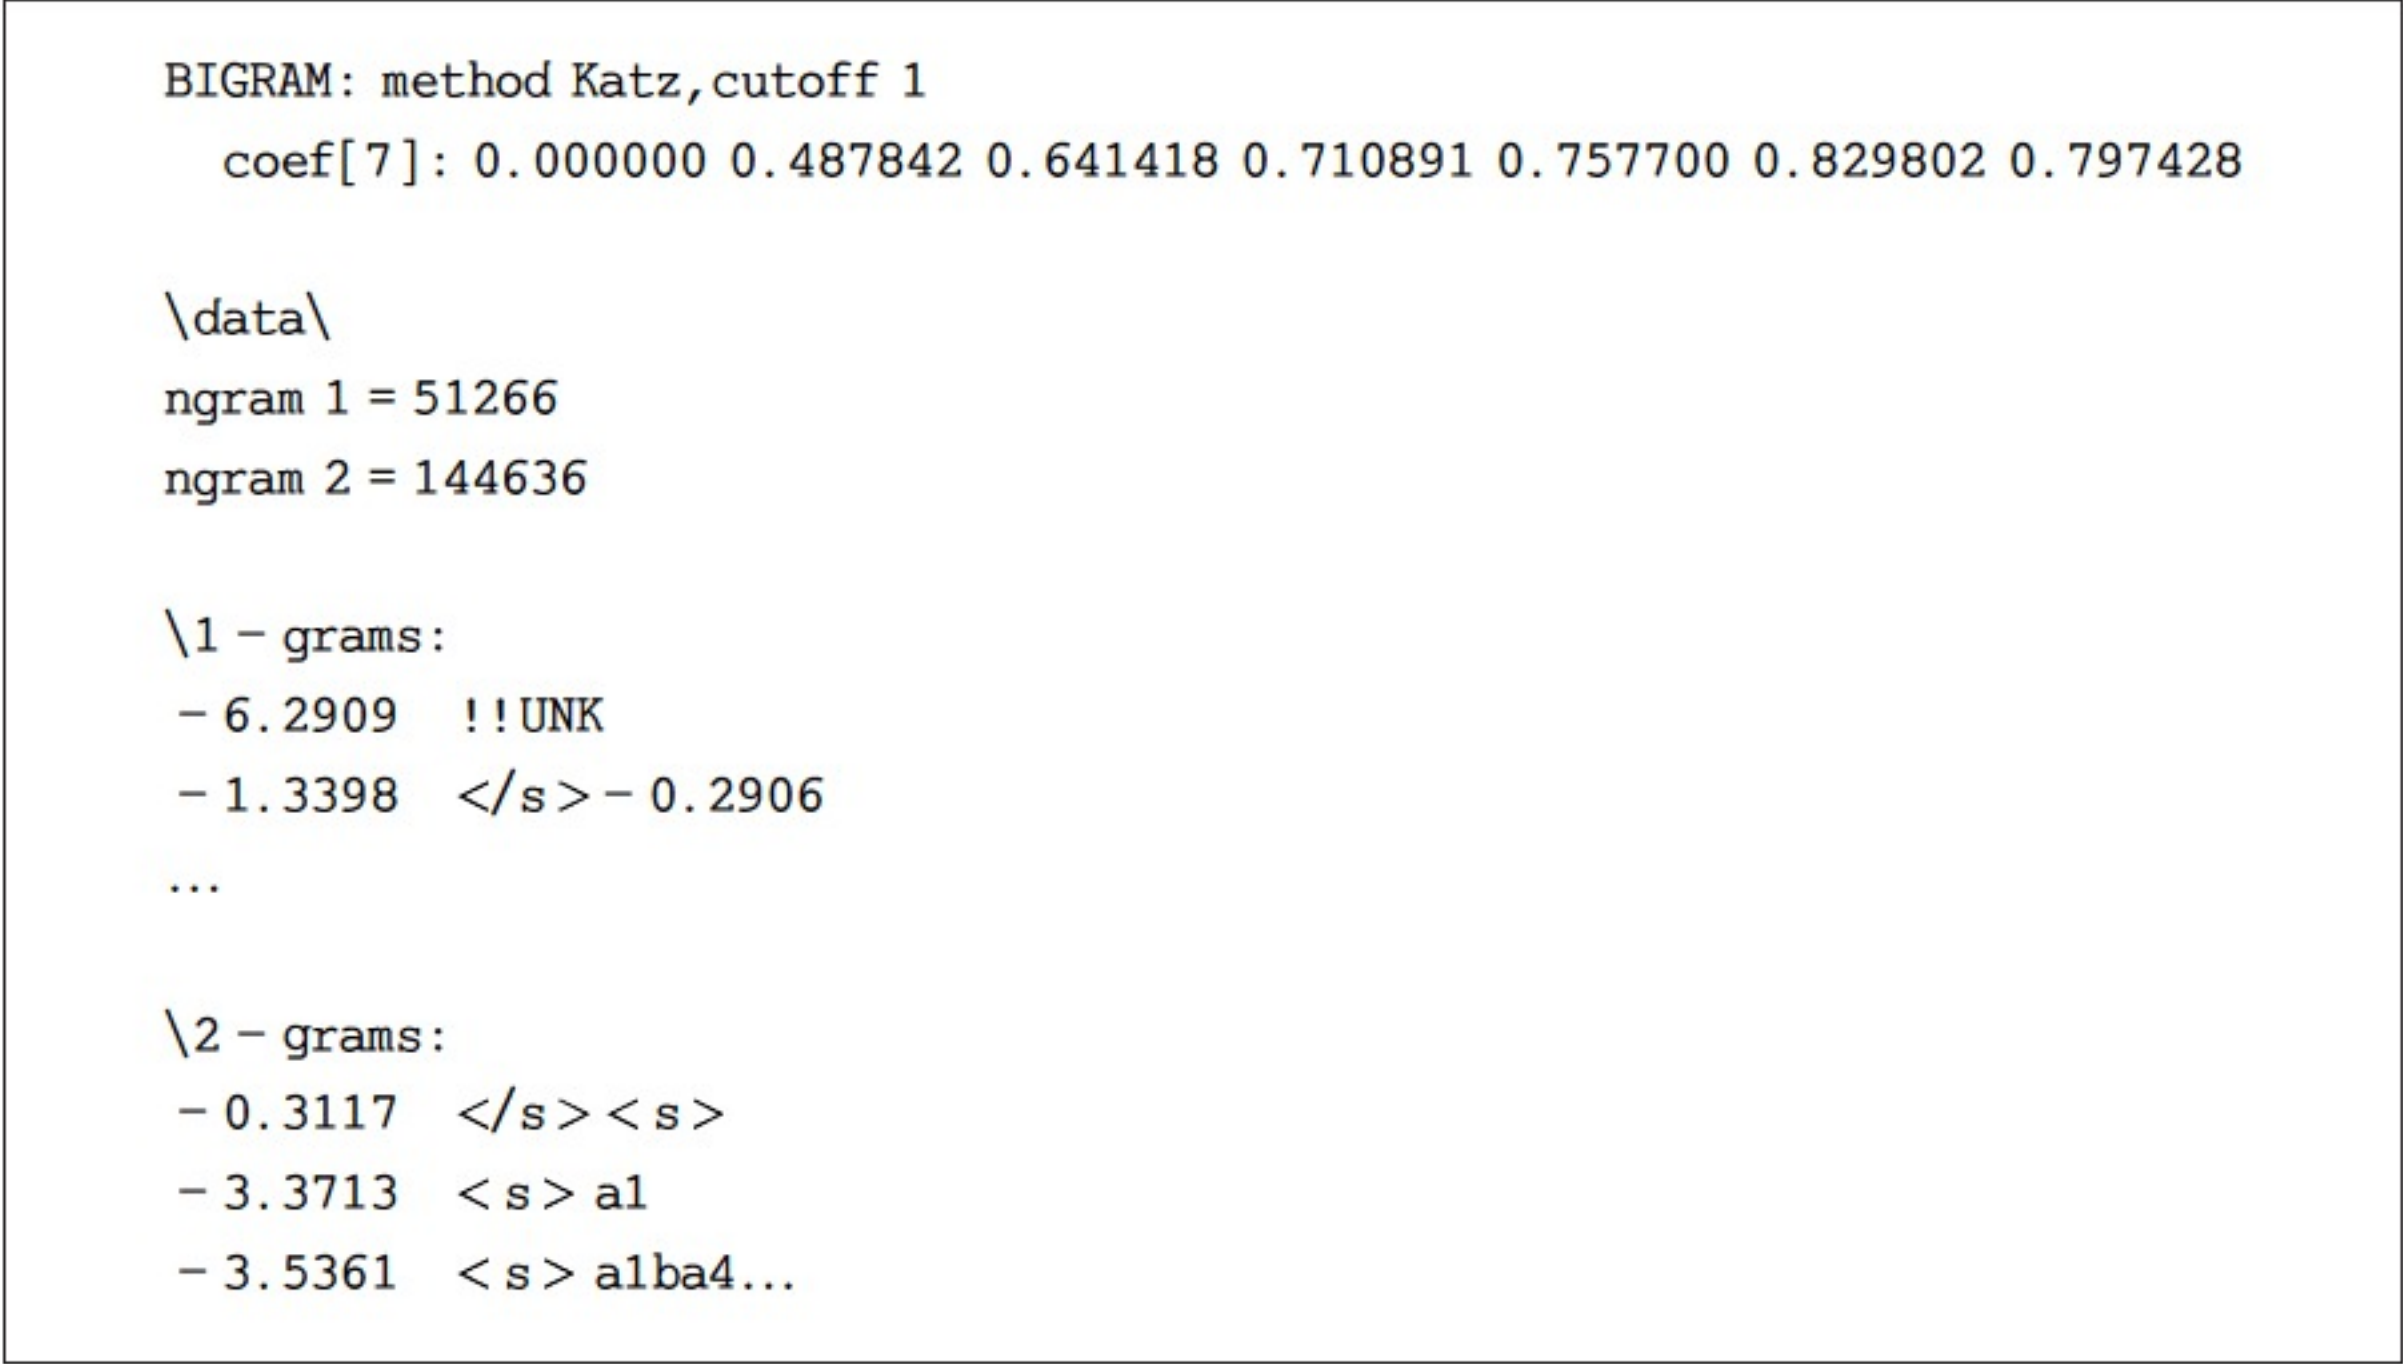 BIGRAM: method Katz,cutoff 1
coef[7]: 0.000000 0.487842 0.641418 0.710891 0.757700 0.829802 0.797428
\data\
ngram 1 = 51266
ngram 2 = 144636
\1 - grams:
-6.2909 !!UNK
-1.3398 </s>-0.2906
...
\2 - grams:
-0.3117 </s><s>
-3.3713 <s> a1
-3.5361 <s> a1ba4...